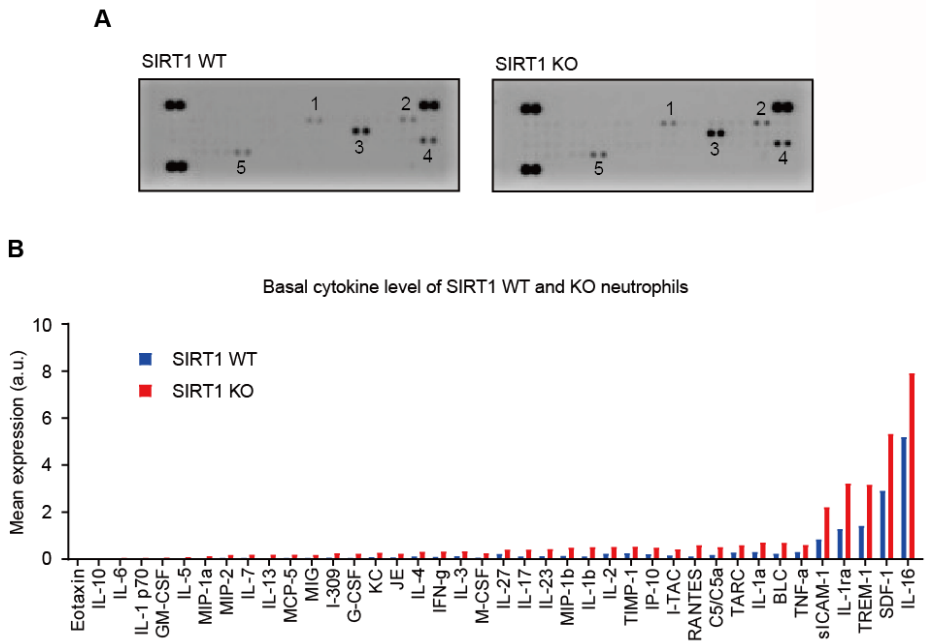 A
SIRT1 WT
SIRT1 KO
1
2
3
4
5
1
2
3
4
5
B
Basal cytokine level of SIRT1 WT and KO neutrophils
Mean expression (a.u.)
10
8
6
4
2
0
SIRT1 WT
SIRT1 KO
Eotaxin
IL-10
IL-6
IL-1 p70
GM-CSF
IL-5
MIP-1a
MIP-2
IL-7
IL-13
MCP-5
MIG
I-309
G-CSF
KC
JE
IL-4
IFN-g
IL-3
M-CSF
IL-27
IL-17
IL-23
MIP-1b
IL-1b
IL-2
TIMP-1
IP-10
I-TAC
RANTES
C5/C5a
TARC
IL-1a
BLC
TNF-a
sICAM-1
IL-1ra
TREM-1
SDF-1
IL-16